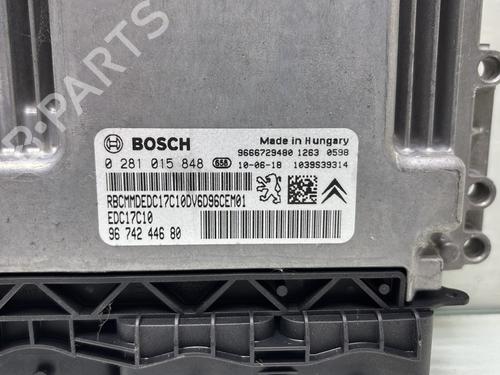 BOSCH
Made in Hungary
0 281 015 848 658
9666729480 1263 0598
10-06-18 1039S39314
RBCMMDEDC17C10DV6D96CEM01
EDC17C10
96 742 446 80
B-PARTS